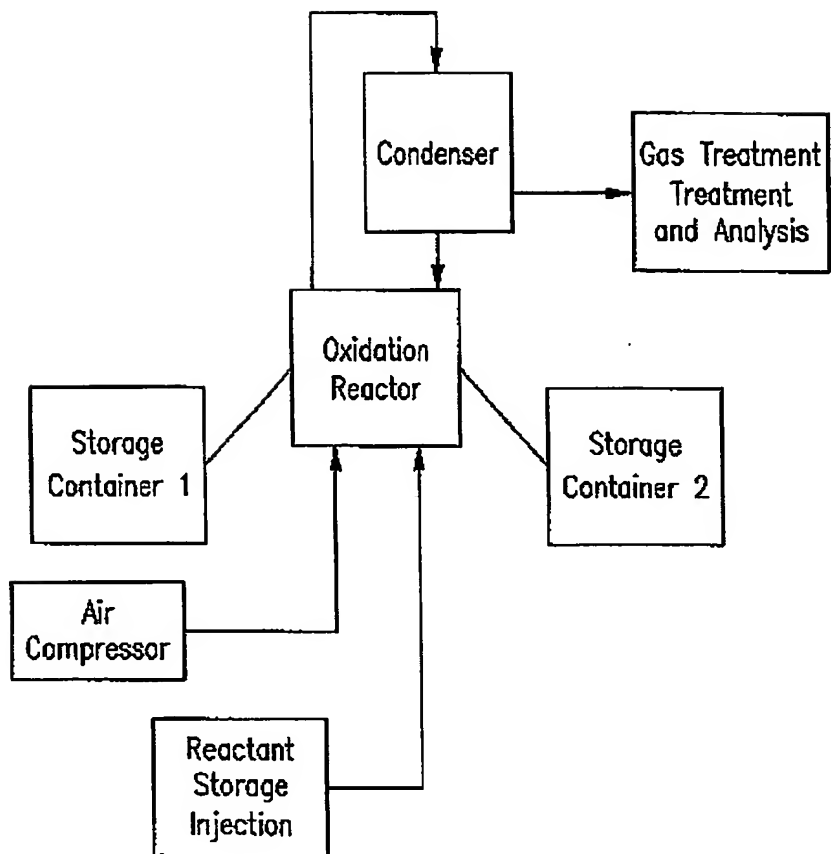 Condenser
Gas Treatment
Treatment
and Analysis
Oxidation
Reactor
Storage
Container 1
Storage
Container 2
Air
Compressor
Reactant
Storage
Injection